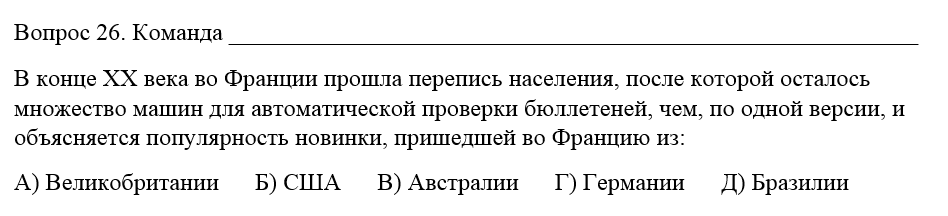 Вопрос 26. Команда ____________________________________________________________
В конце XX века во Франции прошла перепись населения, после которой осталось
множество машин для автоматической проверки бюллетеней, чем, по одной версии, и
объясняется популярность новинки, пришедшей во Францию из:
А) Великобритании Б) США В) Австралии Г) Германии Д) Бразилии